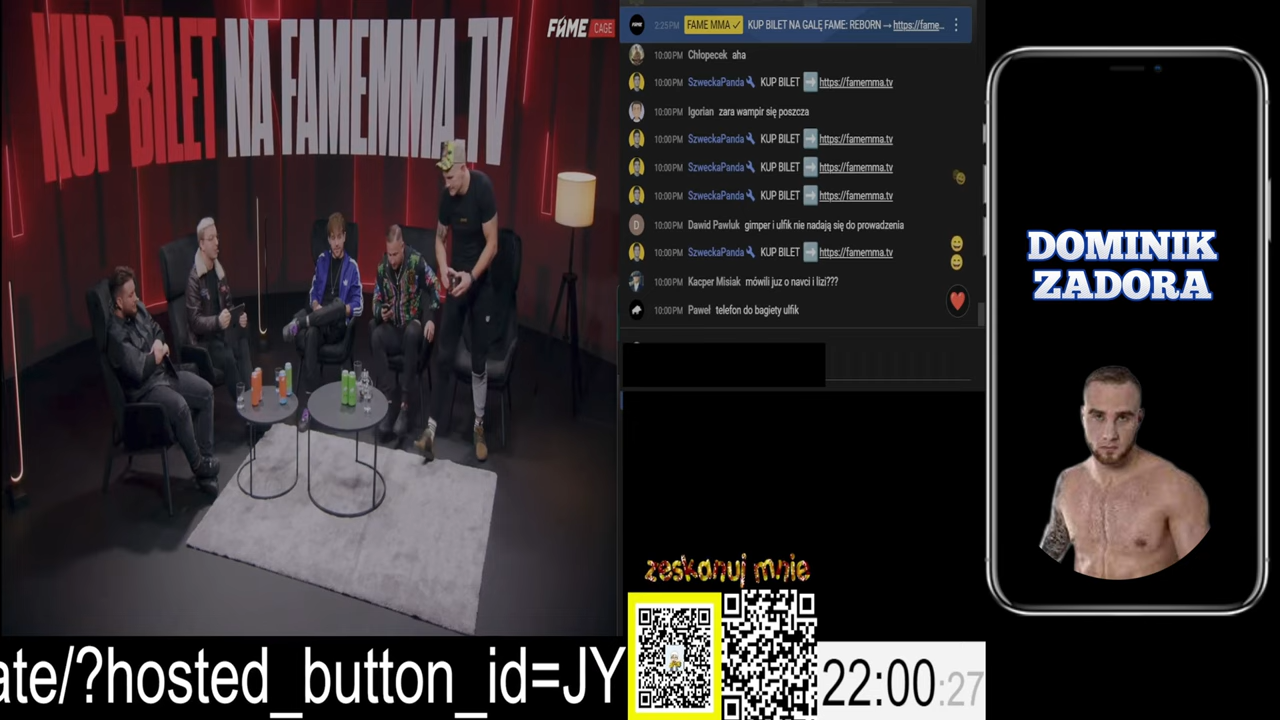 KUP BILET NA FAMEMMA.TV
FAME CAGE
2:35PM FAME MMA KUP BILET NA GALĘ FAME: REBORN → https://fame...
10:00PM Chłopecek aha
10:00PM SzweckaPanda KUP BILET ➡ https://famemma.tv
10:00PM Igorian zara wampir się poszcza
10:00PM SzweckaPanda KUP BILET ➡ https://famemma.tv
10:00PM SzweckaPanda KUP BILET ➡ https://famemma.tv
10:00PM SzweckaPanda KUP BILET ➡ https://famemma.tv
D 10:00PM Dawid Pawluk gimper i ulfik nie nadają się do prowadzenia
10:00PM SzweckaPanda KUP BILET ➡ https://famemma.tv
10:00PM Kacper Misiak mówili juz o navci i lizi???
10:00PM Paweł telefon do bagiety ulfik
DOMINIK
ZADORA
zeskanuj mnie
ate/?hosted_button_id=JY
22:00:27